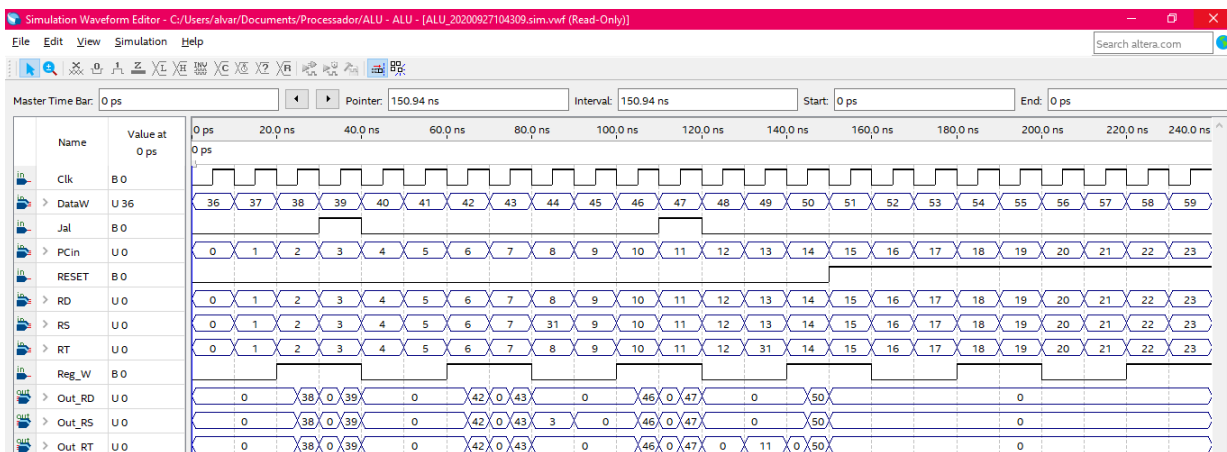 Simulation Waveform Editor - C:/Users/alvar/Documents/Processador/ALU - ALU - [ALU_20200927104309.sim.vwf (Read-Only)]
File Edit View Simulation Help
Search altera.com
Master Time Bar: 0 ps Pointer: 150.94 ns Interval: 150.94 ns Start: 0 ps End: 0 ps
Name Value at 0 ps 0 ps 20.0 ns 40.0 ns 60.0 ns 80.0 ns 100.0 ns 120.0 ns 140.0 ns 160.0 ns 180.0 ns 200.0 ns 220.0 ns 240.0 ns
0 ps
in Clk B 0
in > DataW U 36 36 37 38 39 40 41 42 43 44 45 46 47 48 49 50 51 52 53 54 55 56 57 58 59
in Jal B 0
in > PCin U 0 0 1 2 3 4 5 6 7 8 9 10 11 12 13 14 15 16 17 18 19 20 21 22 23
in RESET B 0
in > RD U 0 0 1 2 3 4 5 6 7 8 9 10 11 12 13 14 15 16 17 18 19 20 21 22 23
in > RS U 0 0 1 2 3 4 5 6 7 31 9 10 11 12 13 14 15 16 17 18 19 20 21 22 23
in > RT U 0 0 1 2 3 4 5 6 7 8 9 10 11 12 31 14 15 16 17 18 19 20 21 22 23
in Reg_W B 0
out > Out_RD U 0 0 38 0 39 0 42 0 43 0 46 0 47 0 50 0
out > Out_RS U 0 0 38 0 39 0 42 0 43 3 0 46 0 47 0 50 0
out > Out_RT U 0 0 38 0 39 0 42 0 43 0 46 0 47 0 11 0 50 0